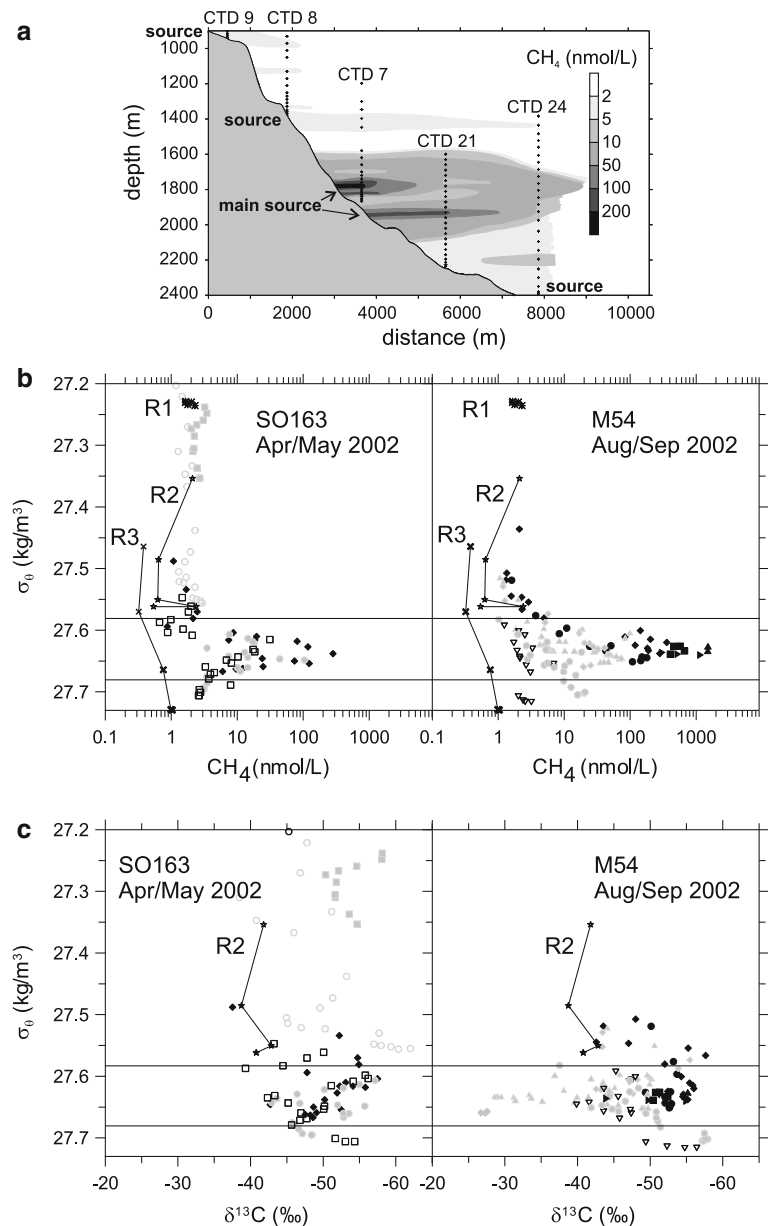 a
source
CTD 9
CTD 8
CTD 7
CTD 21
CTD 24
CH₄ (nmol/L)
2
5
10
50
100
200
source
main source
source
depth (m)
1000
1200
1400
1600
1800
2000
2200
2400
0
2000
4000
6000
8000
10000
distance (m)
b
27.2
27.3
27.4
27.5
27.6
27.7
σθ (kg/m³)
R1
R2
R3
SO163
Apr/May 2002
R1
R2
R3
M54
Aug/Sep 2002
0.1
1
10
100
1000
0.1
1
10
100
1000
CH₄ (nmol/L)
CH₄ (nmol/L)
c
27.2
27.3
27.4
27.5
27.6
27.7
σθ (kg/m³)
SO163
Apr/May 2002
R2
M54
Aug/Sep 2002
R2
-20
-30
-40
-50
-60
-20
-30
-40
-50
-60
δ¹³C (‰)
δ¹³C (‰)